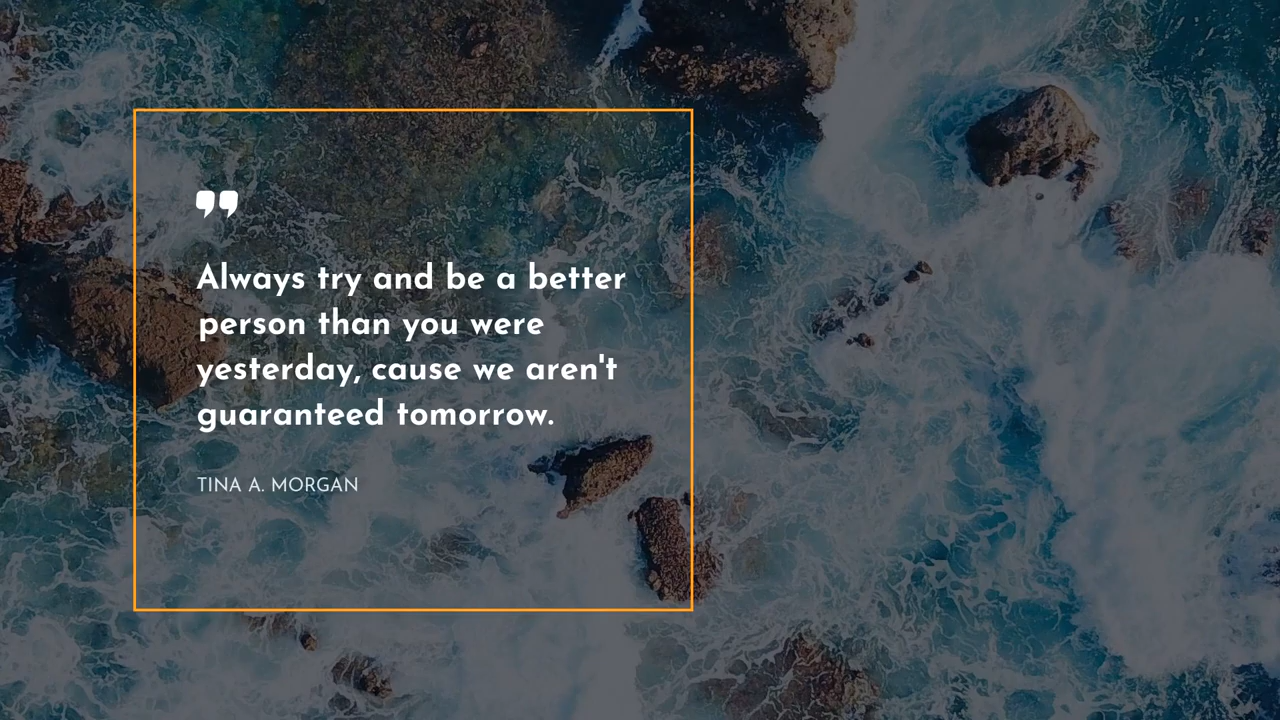 ❜❜
Always try and be a better
person than you were
yesterday, cause we aren't
guaranteed tomorrow.
TINA A. MORGAN